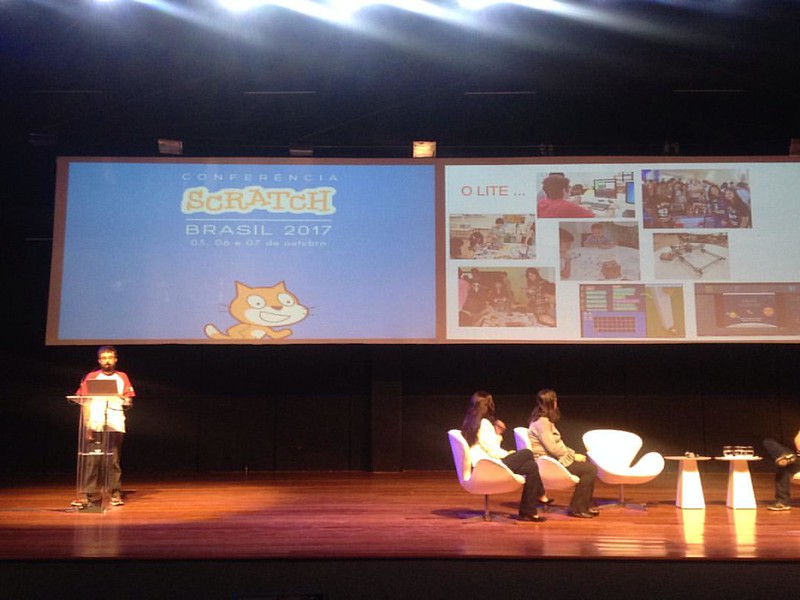 CONFERÊNCIA
SCRATCH
BRASIL 2017
05, 06 e 07 de outubro
O LITE ...